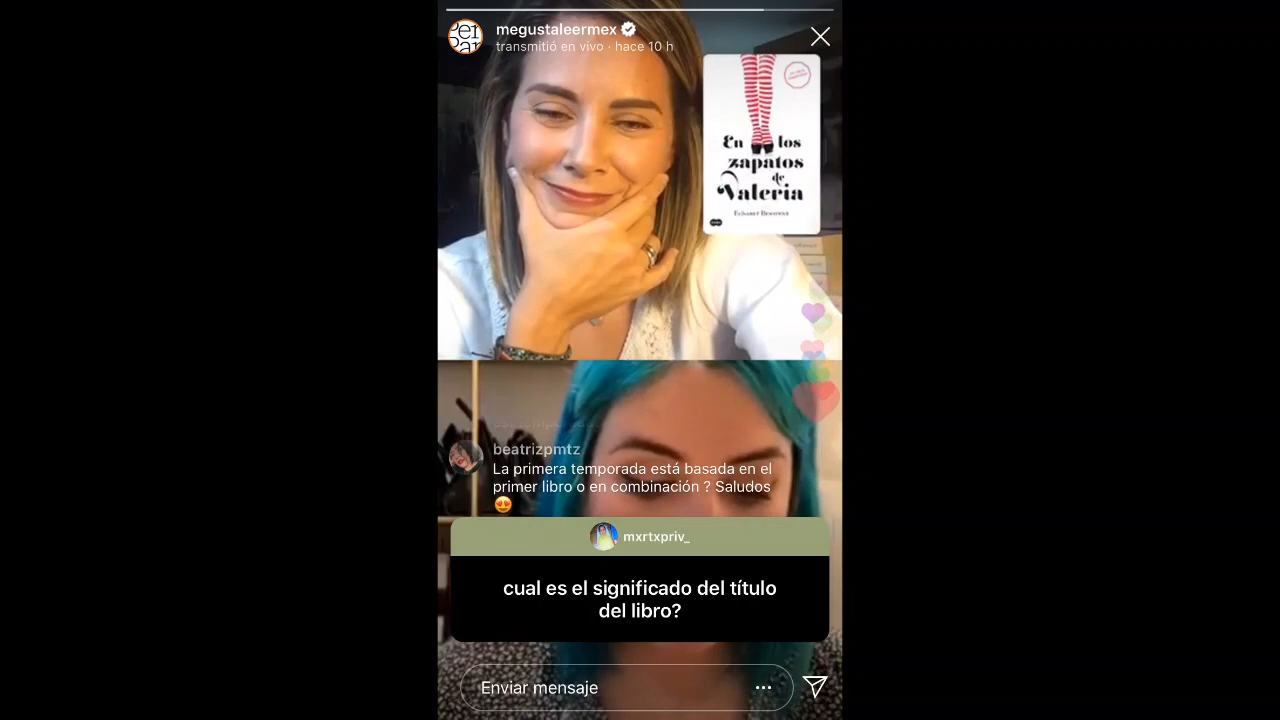 megustaleermex
transmitió en vivo · hace 10 h
En los
zapatos
de
Valeria
beatrizpmtz
La primera temporada está basada en el
primer libro o en combinación ? Saludos
😍
mxrtxpriv_
cual es el significado del título
del libro?
Enviar mensaje